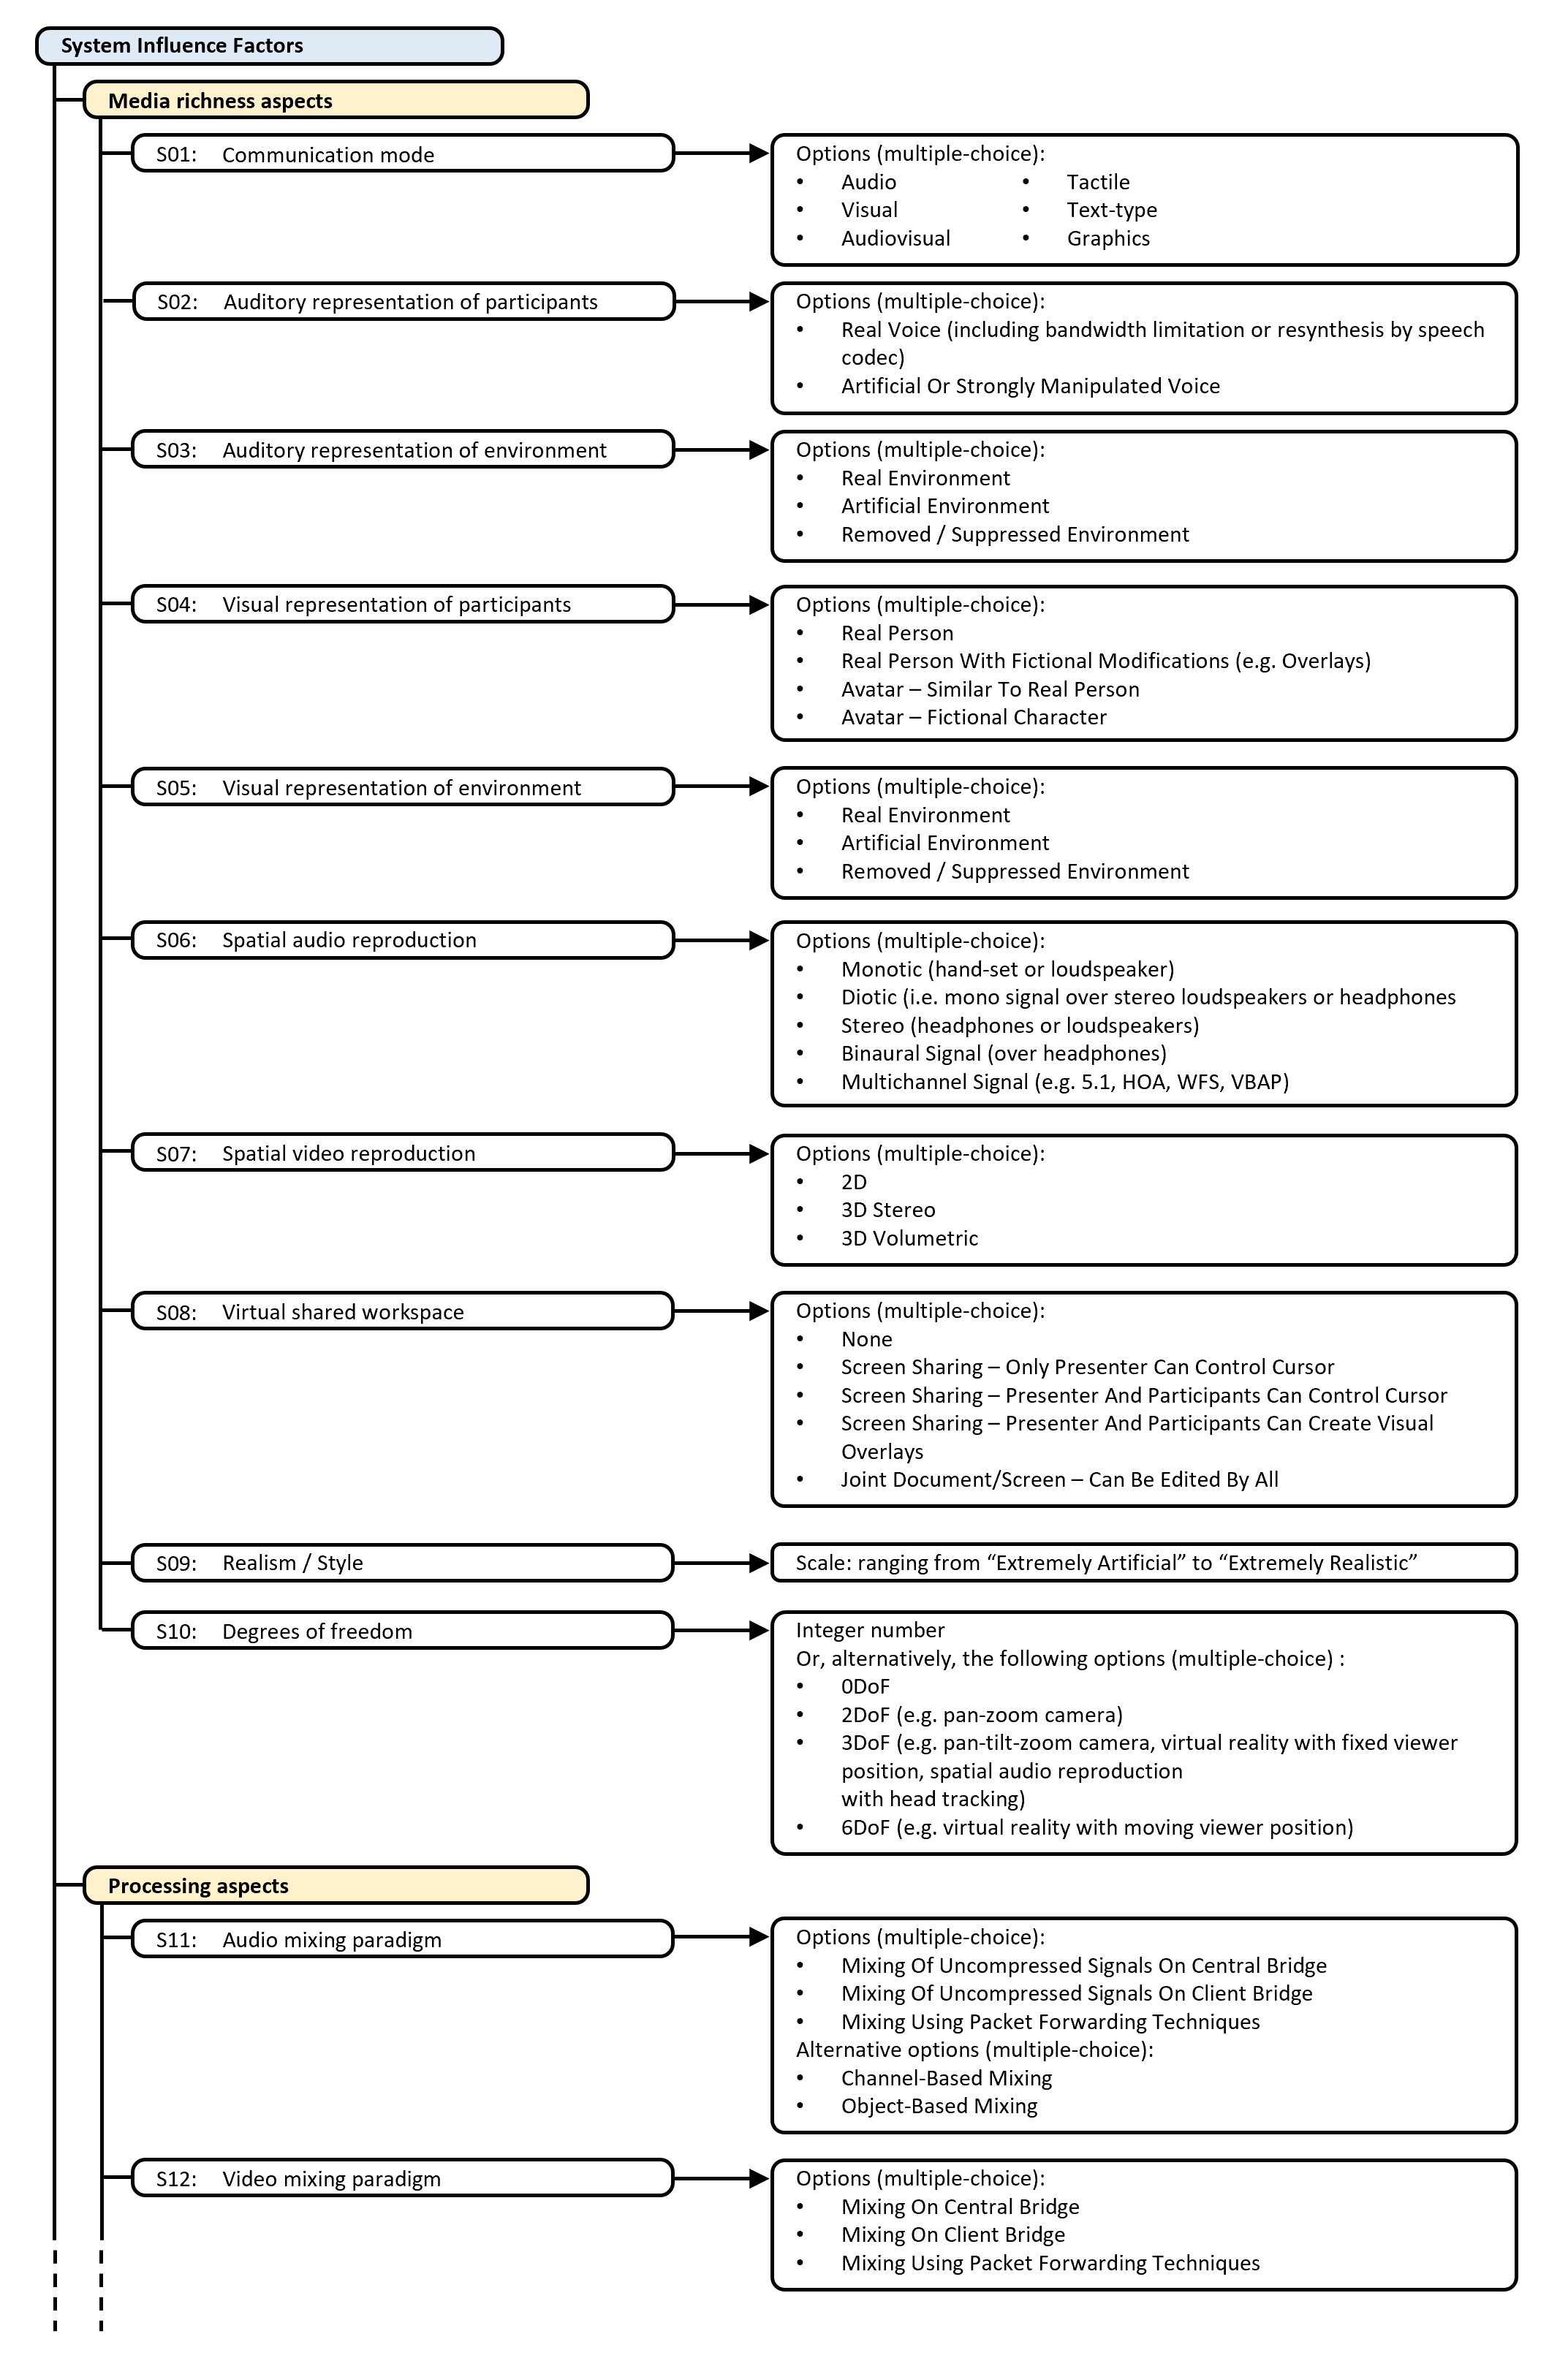 System Influence Factors
Media richness aspects
S01: Communication mode
Options (multiple-choice):
• Audio • Tactile
• Visual • Text-type
• Audiovisual • Graphics
S02: Auditory representation of participants
Options (multiple-choice):
• Real Voice (including bandwidth limitation or resynthesis by speech
codec)
• Artificial Or Strongly Manipulated Voice
S03: Auditory representation of environment
Options (multiple-choice):
• Real Environment
• Artificial Environment
• Removed / Suppressed Environment
S04: Visual representation of participants
Options (multiple-choice):
• Real Person
• Real Person With Fictional Modifications (e.g. Overlays)
• Avatar – Similar To Real Person
• Avatar – Fictional Character
S05: Visual representation of environment
Options (multiple-choice):
• Real Environment
• Artificial Environment
• Removed / Suppressed Environment
S06: Spatial audio reproduction
Options (multiple-choice):
• Monotic (hand-set or loudspeaker)
• Diotic (i.e. mono signal over stereo loudspeakers or headphones
• Stereo (headphones or loudspeakers)
• Binaural Signal (over headphones)
• Multichannel Signal (e.g. 5.1, HOA, WFS, VBAP)
S07: Spatial video reproduction
Options (multiple-choice):
• 2D
• 3D Stereo
• 3D Volumetric
S08: Virtual shared workspace
Options (multiple-choice):
• None
• Screen Sharing – Only Presenter Can Control Cursor
• Screen Sharing – Presenter And Participants Can Control Cursor
• Screen Sharing – Presenter And Participants Can Create Visual
Overlays
• Joint Document/Screen – Can Be Edited By All
S09: Realism / Style
Scale: ranging from “Extremely Artificial” to “Extremely Realistic”
S10: Degrees of freedom
Integer number
Or, alternatively, the following options (multiple-choice) :
• 0DoF
• 2DoF (e.g. pan-zoom camera)
• 3DoF (e.g. pan-tilt-zoom camera, virtual reality with fixed viewer
position, spatial audio reproduction
with head tracking)
• 6DoF (e.g. virtual reality with moving viewer position)
Processing aspects
S11: Audio mixing paradigm
Options (multiple-choice):
• Mixing Of Uncompressed Signals On Central Bridge
• Mixing Of Uncompressed Signals On Client Bridge
• Mixing Using Packet Forwarding Techniques
Alternative options (multiple-choice):
• Channel-Based Mixing
• Object-Based Mixing
S12: Video mixing paradigm
Options (multiple-choice):
• Mixing On Central Bridge
• Mixing On Client Bridge
• Mixing Using Packet Forwarding Techniques